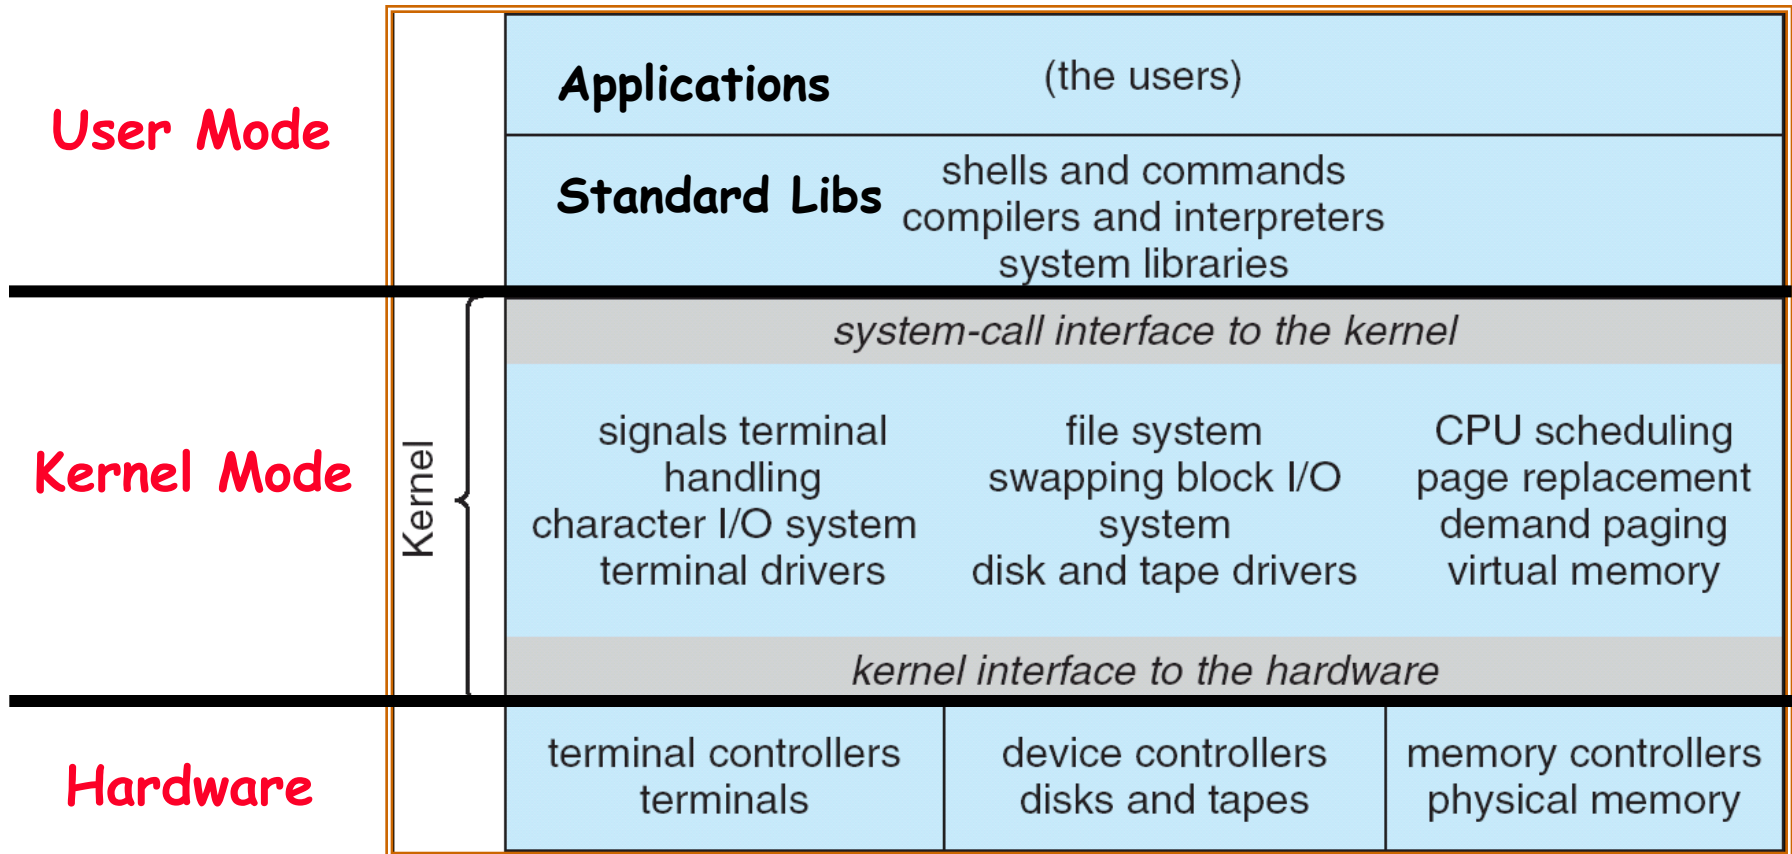 User Mode
Applications
(the users)
Standard Libs
shells and commands
compilers and interpreters
system libraries
Kernel Mode
Kernel
system-call interface to the kernel
signals terminal
handling
character I/O system
terminal drivers
file system
swapping block I/O
system
disk and tape drivers
CPU scheduling
page replacement
demand paging
virtual memory
kernel interface to the hardware
Hardware
terminal controllers
terminals
device controllers
disks and tapes
memory controllers
physical memory